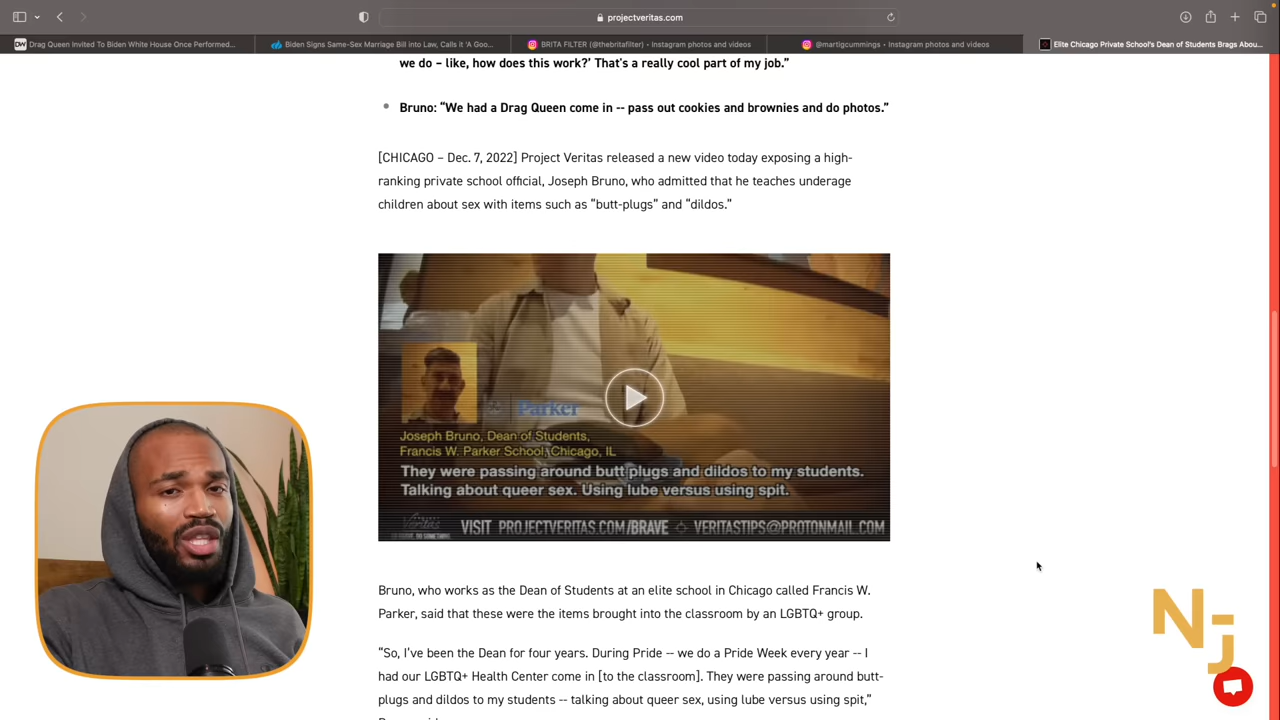 projectveritas.com
Drag Queen Invited To Biden White House Once Performed...
Biden Signs Same-Sex Marriage Bill into Law, Calls it 'A Goo...
BRITA FILTER (@thebritafilter) • Instagram photos and videos
@martigcummings • Instagram photos and videos
Elite Chicago Private School's Dean of Students Brags Abou...
we do – like, how does this work?' That's a really cool part of my job.”
Bruno: “We had a Drag Queen come in -- pass out cookies and brownies and do photos.”
[CHICAGO – Dec. 7, 2022] Project Veritas released a new video today exposing a high-
ranking private school official, Joseph Bruno, who admitted that he teaches underage
children about sex with items such as “butt-plugs” and “dildos.”
Parker
Joseph Bruno, Dean of Students,
Francis W. Parker School, Chicago, IL
They were passing around butt plugs and dildos to my students.
Talking about queer sex. Using lube versus using spit.
VISIT PROJECTVERITAS.COM/BRAVE VERITASTIPS@PROTONMAIL.COM
Bruno, who works as the Dean of Students at an elite school in Chicago called Francis W.
Parker, said that these were the items brought into the classroom by an LGBTQ+ group.
“So, I've been the Dean for four years. During Pride -- we do a Pride Week every year -- I
had our LGBTQ+ Health Center come in [to the classroom]. They were passing around butt-
plugs and dildos to my students -- talking about queer sex, using lube versus using spit,”
N-J